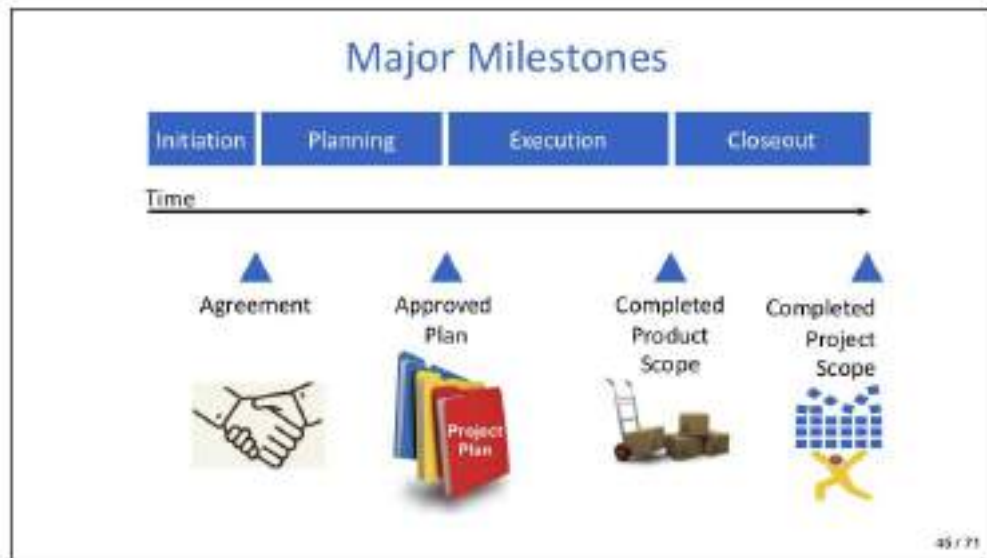 Major Milestones
Initiation Planning Execution Closeout
Time
Agreement
Approved
Plan
Completed
Product
Scope
Completed
Project
Scope
Project
Plan